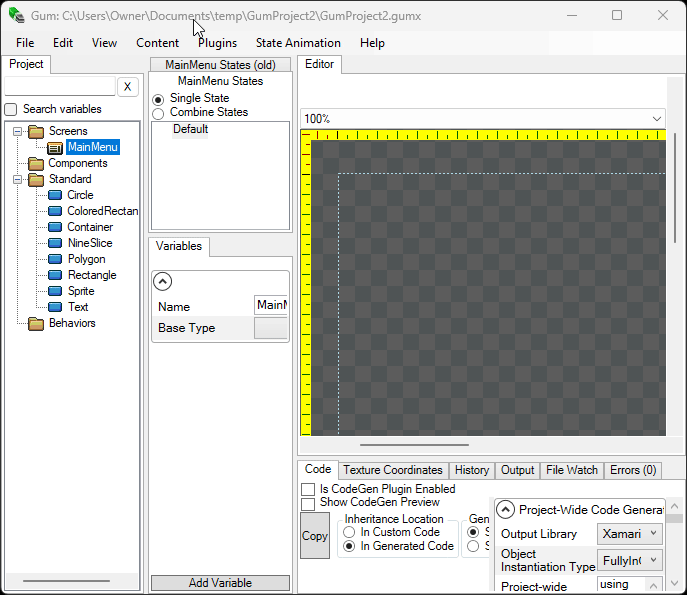 Gum: C:\Users\Owner\Documents\temp\GumProject2\GumProject2.gumx
File Edit View Content Plugins State Animation Help
Project
X
Search variables
Screens
MainMenu
Components
Standard
Circle
ColoredRectan
Container
NineSlice
Polygon
Rectangle
Sprite
Text
Behaviors
MainMenu States (old)
MainMenu States
Single State
Combine States
Default
Variables
Name MainM
Base Type
Add Variable
Editor
100%
Code Texture Coordinates History Output File Watch Errors (0)
Is CodeGen Plugin Enabled
Show CodeGen Preview
Copy
Inheritance Location
In Custom Code
In Generated Code
Gen
S
S
Project-Wide Code Generat
Output Library Xamari
Object
Instantiation Type FullyIn
Project-wide using